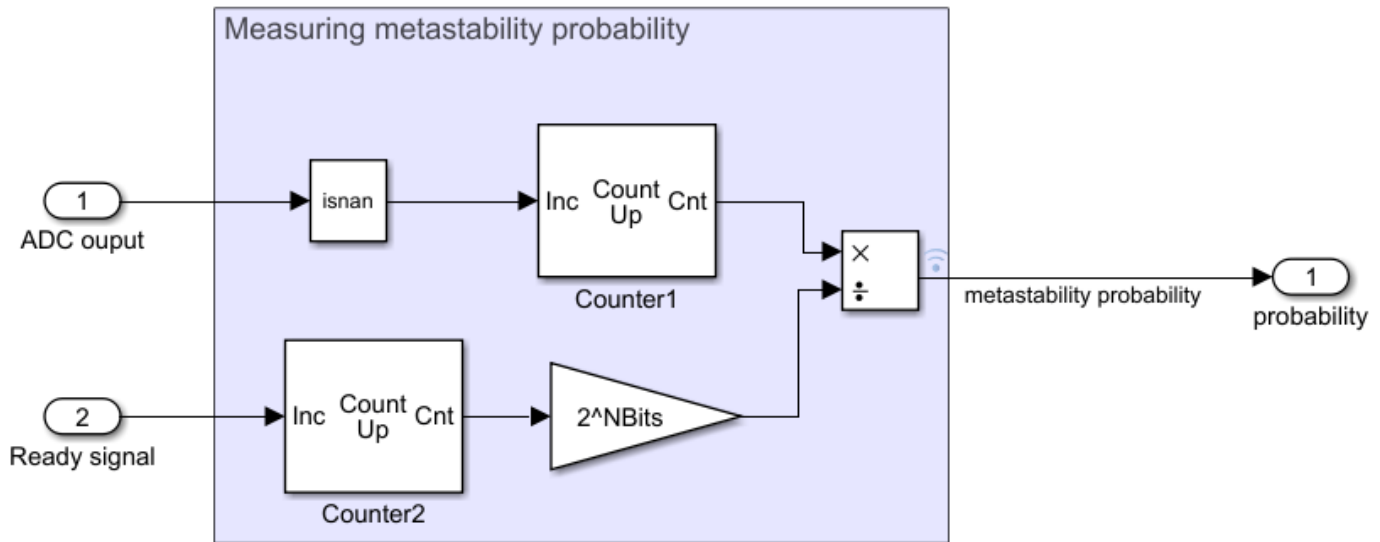 Measuring metastability probability
1
ADC ouput
isnan
Inc
Count
Up
Cnt
Counter1
×
÷
metastability probability
1
probability
2
Ready signal
Inc
Count
Up
Cnt
Counter2
2^NBits